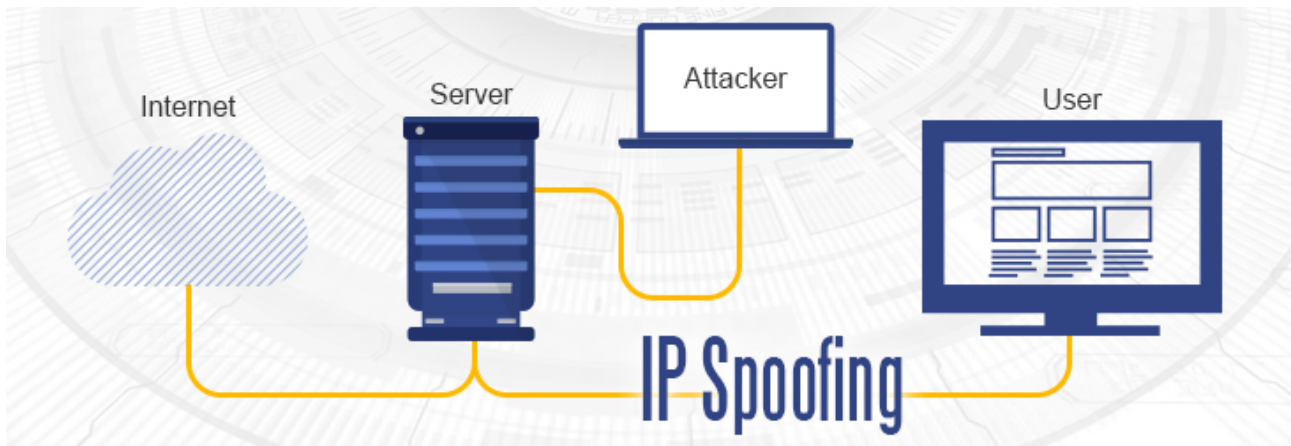 Internet
Server
Attacker
User
IP Spoofing